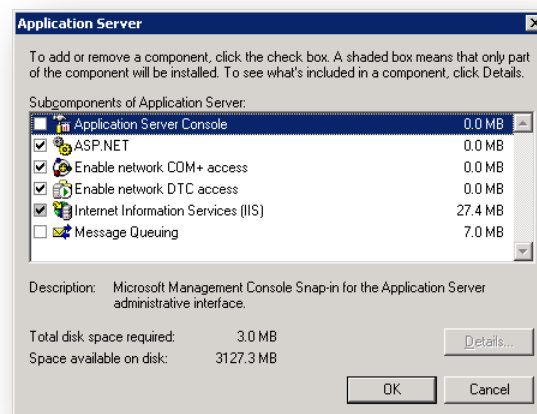 Application Server
To add or remove a component, click the check box. A shaded box means that only part
of the component will be installed. To see what's included in a component, click Details.
Subcomponents of Application Server:
Application Server Console 0.0 MB
ASP.NET 0.0 MB
Enable network COM+ access 0.0 MB
Enable network DTC access 0.0 MB
Internet Information Services (IIS) 27.4 MB
Message Queuing 7.0 MB
Description: Microsoft Management Console Snap-in for the Application Server
administrative interface.
Total disk space required: 3.0 MB
Details...
Space available on disk: 3127.3 MB
OK Cancel